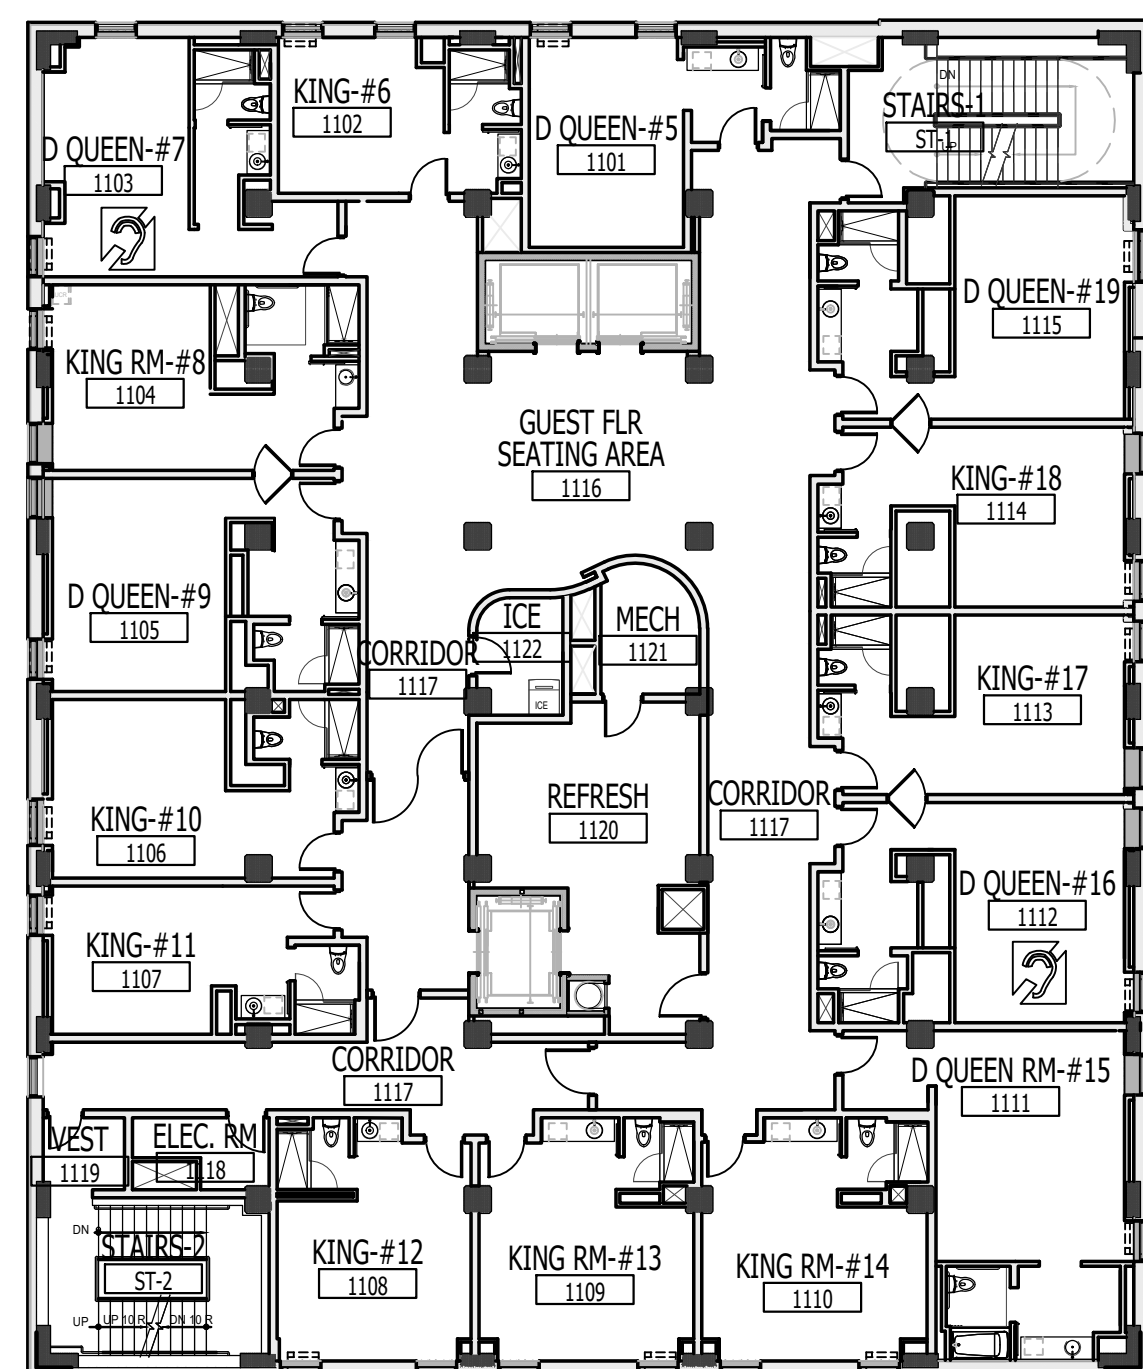 KING-#6
1102
D QUEEN-#5
1101
DN
STAIRS-1
ST-1
UP
D QUEEN-#7
1103
D QUEEN-#19
1115
KING RM-#8
1104
GUEST FLR
SEATING AREA
1116
KING-#18
1114
D QUEEN-#9
1105
ICE
1122
MECH
1121
CORRIDOR
1117
ICE
KING-#17
1113
KING-#10
1106
REFRESH
1120
CORRIDOR
1117
D QUEEN-#16
1112
KING-#11
1107
CORRIDOR
1117
D QUEEN RM-#15
1111
VEST
1119
ELEC. RM
1118
DN
STAIRS-2
ST-2
UP
UP 10 R
DN 10 R
KING-#12
1108
KING RM-#13
1109
KING RM-#14
1110